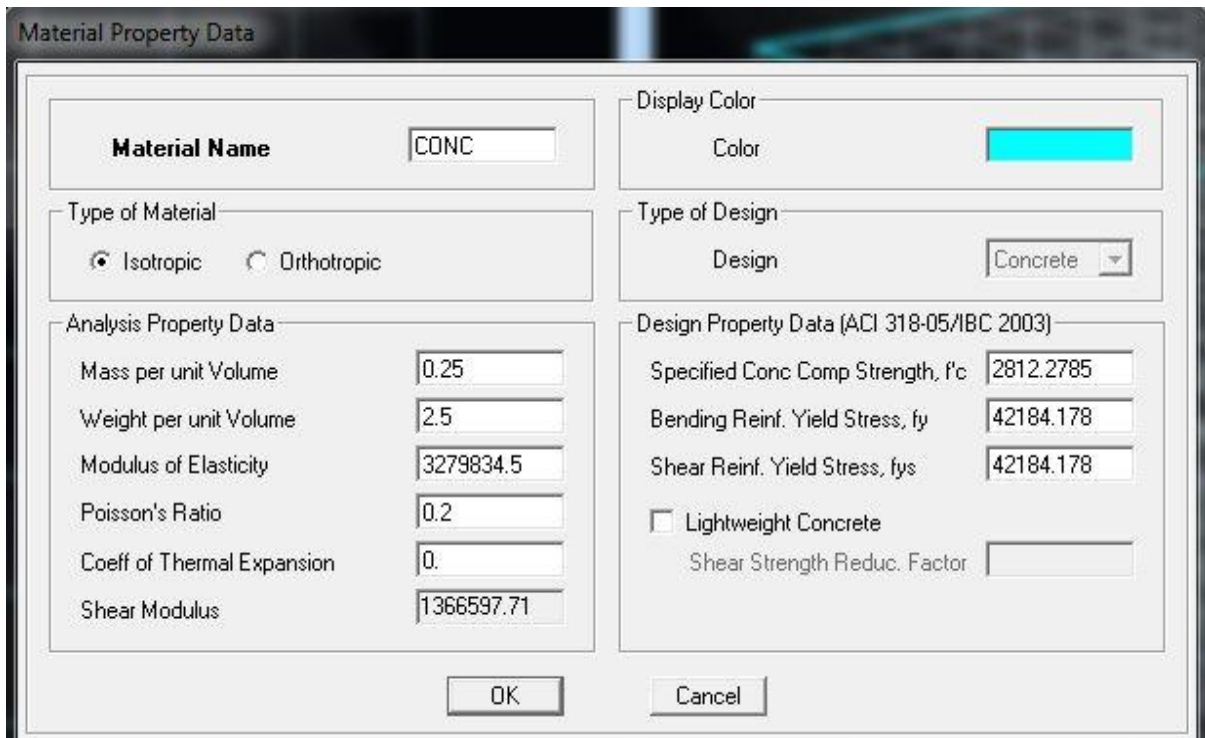 Material Property Data
Material Name CONC
Display Color
Color
Type of Material
Isotropic Orthotropic
Type of Design
Design Concrete
Analysis Property Data
Mass per unit Volume 0.25
Weight per unit Volume 2.5
Modulus of Elasticity 3279834.5
Poisson's Ratio 0.2
Coeff of Thermal Expansion 0.
Shear Modulus 1366597.71
Design Property Data (ACI 318-05/IBC 2003)
Specified Conc Comp Strength, f'c 2812.2785
Bending Reinf. Yield Stress, fy 42184.178
Shear Reinf. Yield Stress, fys 42184.178
Lightweight Concrete
Shear Strength Reduc. Factor
OK Cancel